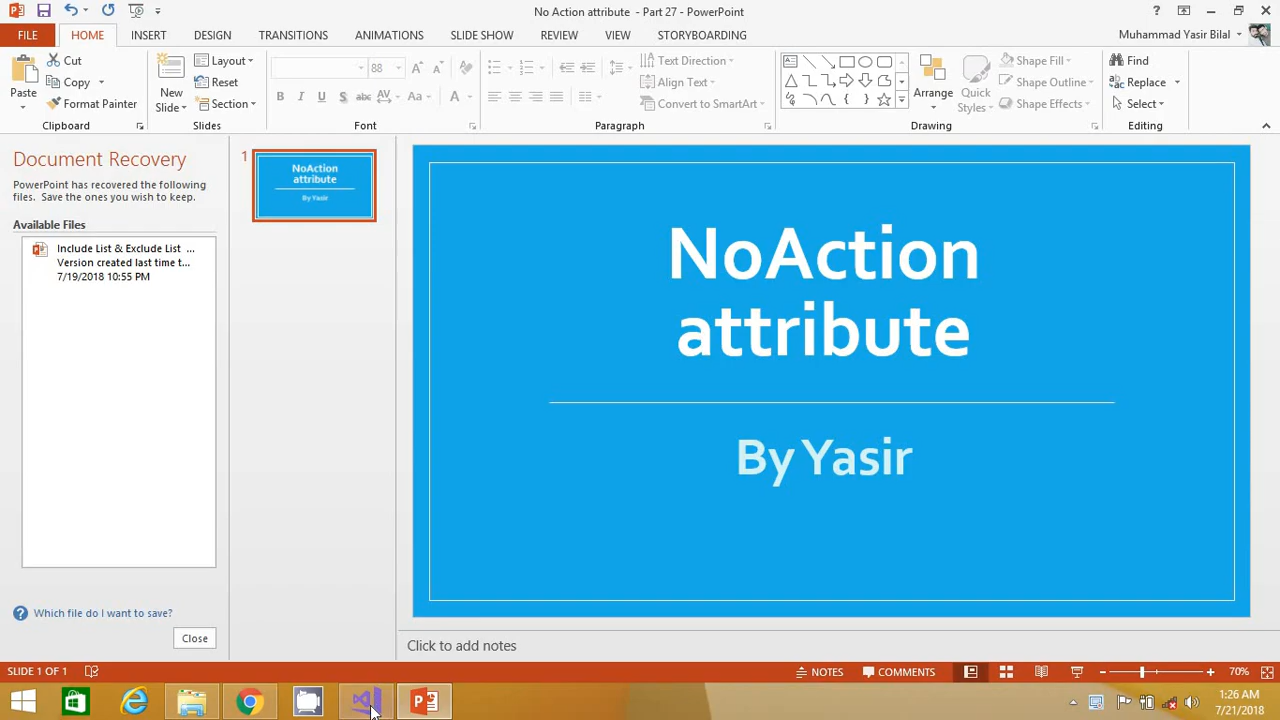 No Action attribute - Part 27 - PowerPoint
?
FILE HOME INSERT DESIGN TRANSITIONS ANIMATIONS SLIDE SHOW REVIEW VIEW STORYBOARDING
Muhammad Yasir Bilal
Paste
Cut
Copy
Format Painter
Clipboard
New Slide
Layout
Reset
Section
Slides
88
B I U S abc AV Aa A
Font
Text Direction
Align Text
Convert to SmartArt
Paragraph
Arrange
Quick Styles
Shape Fill
Shape Outline
Shape Effects
Drawing
Find
Replace
Select
Editing
Document Recovery
PowerPoint has recovered the following
files. Save the ones you wish to keep.
Available Files
Include List & Exclude List ...
Version created last time t...
7/19/2018 10:55 PM
Which file do I want to save?
Close
1
NoAction
attribute
By Yasir
NoAction
attribute
By Yasir
Click to add notes
SLIDE 1 OF 1
NOTES
COMMENTS
70%
1:26 AM
7/21/2018